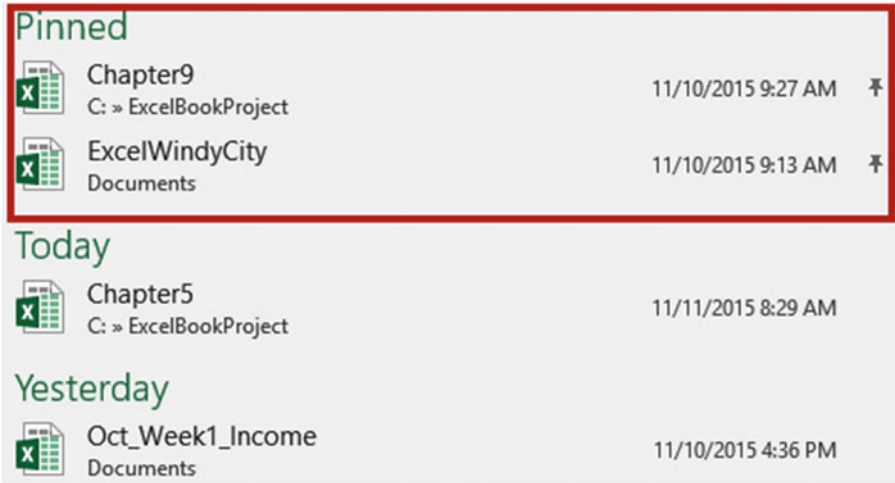 Pinned
Chapter9
11/10/2015 9:27 AM
C: » ExcelBookProject
ExcelWindyCity
11/10/2015 9:13 AM
Documents
Today
Chapter5
11/11/2015 8:29 AM
C: » ExcelBookProject
Yesterday
Oct_Week1_Income
11/10/2015 4:36 PM
Documents